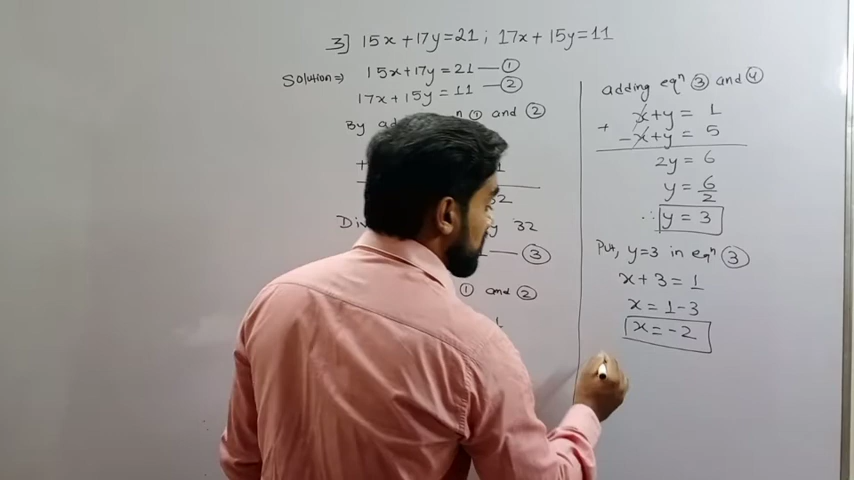 3] 15x+17y=21; 17x+15y=11
Solution⇒ 15x+17y=21—①
17x+15y=11 —②
By ① and ②
+
32
y 32
—③
① and ②
adding eqⁿ ③ and ④
x+y = 1
+ -x+y = 5
2y = 6
y = 6/2
∴ y = 3
Put, y=3 in eqⁿ ③
x+3=1
x = 1-3
x = -2